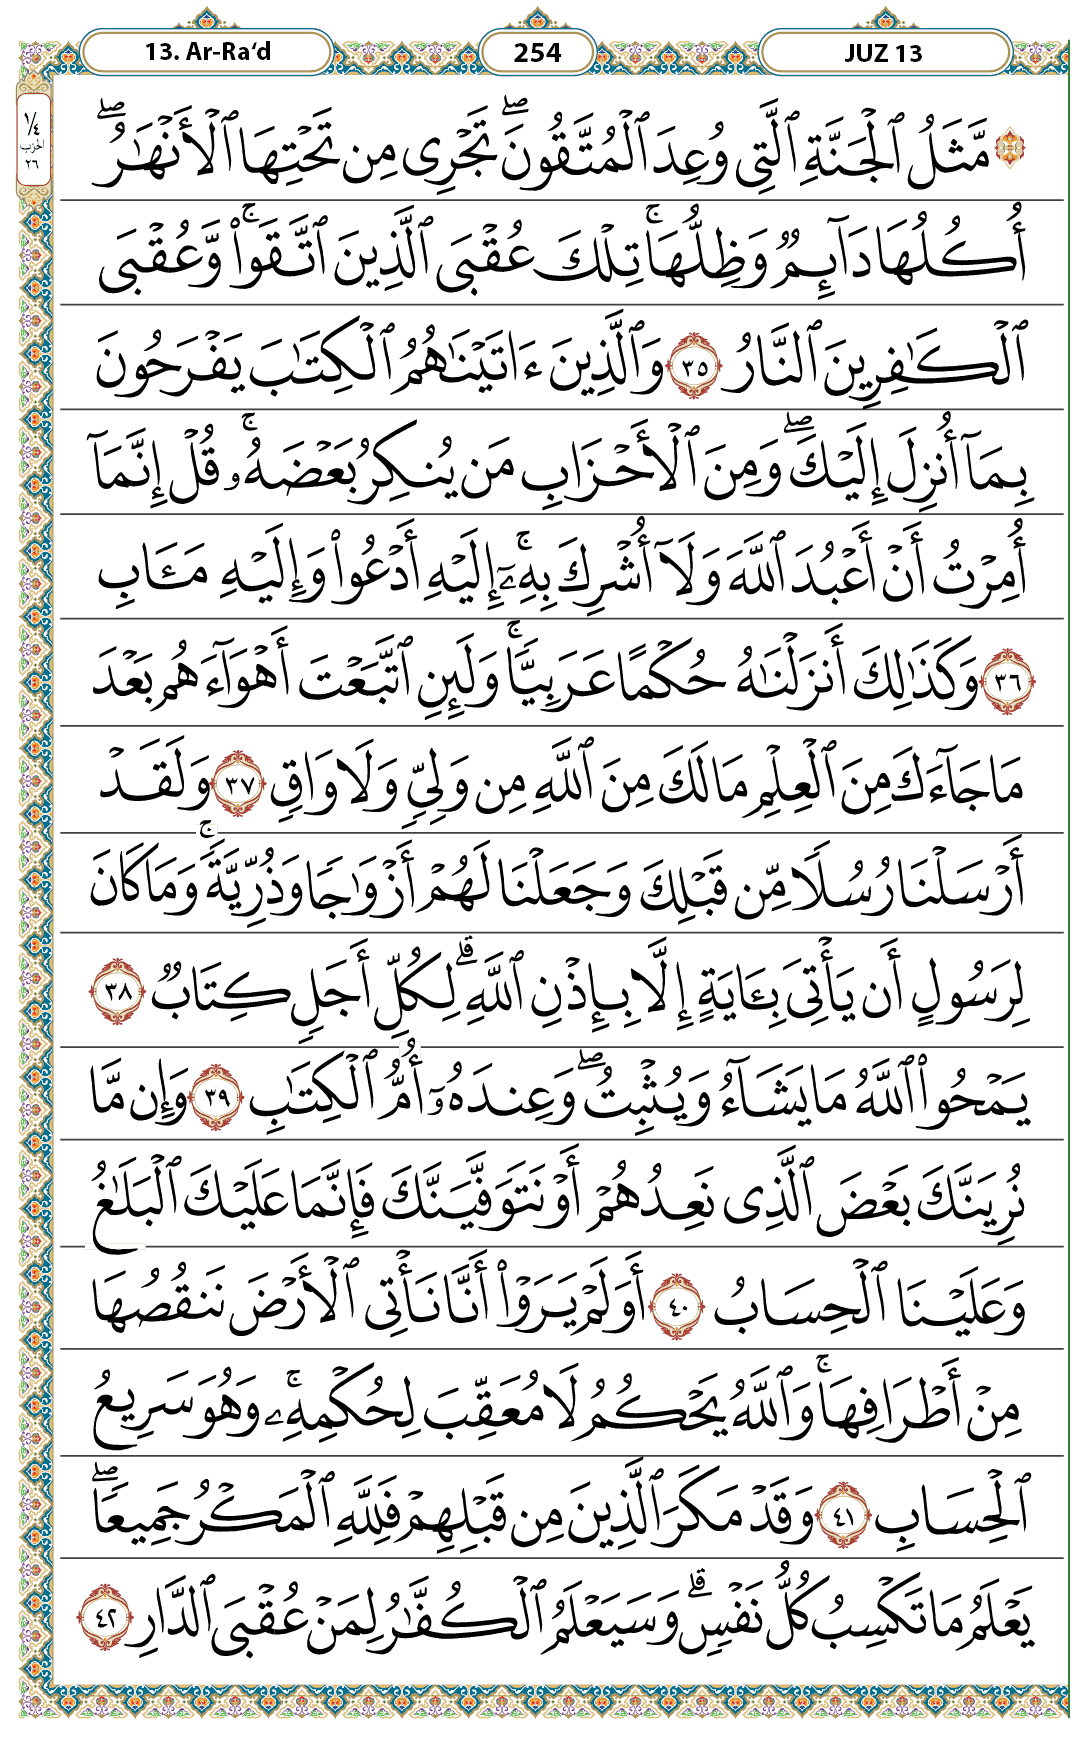 13. Ar-Ra‘d
254
JUZ 13
١/٤
الحزب
٢٦
۞ مَّثَلُ ٱلْجَنَّةِ ٱلَّتِى وُعِدَ ٱلْمُتَّقُونَ ۖ تَجْرِى مِن تَحْتِهَا ٱلْأَنْهَٰرُ ۖ
أُكُلُهَا دَآئِمٌ وَظِلُّهَا ۚ تِلْكَ عُقْبَى ٱلَّذِينَ ٱتَّقَوا۟ ۚ وَّعُقْبَى
ٱلْكَٰفِرِينَ ٱلنَّارُ ٣٥ وَٱلَّذِينَ ءَاتَيْنَٰهُمُ ٱلْكِتَٰبَ يَفْرَحُونَ
بِمَآ أُنزِلَ إِلَيْكَ ۖ وَمِنَ ٱلْأَحْزَابِ مَن يُنكِرُ بَعْضَهُۥ ۚ قُلْ إِنَّمَآ
أُمِرْتُ أَنْ أَعْبُدَ ٱللَّهَ وَلَآ أُشْرِكَ بِهِۦٓ ۚ إِلَيْهِ أَدْعُوا۟ وَإِلَيْهِ مَـَٔابِ
٣٦ وَكَذَٰلِكَ أَنزَلْنَٰهُ حُكْمًا عَرَبِيًّا ۚ وَلَئِنِ ٱتَّبَعْتَ أَهْوَآءَهُم بَعْدَ
مَا جَآءَكَ مِنَ ٱلْعِلْمِ مَا لَكَ مِنَ ٱللَّهِ مِن وَلِىٍّ وَلَا وَاقٍ ٣٧ وَلَقَدْ
أَرْسَلْنَا رُسُلًا مِّن قَبْلِكَ وَجَعَلْنَا لَهُمْ أَزْوَٰجًا وَذُرِّيَّةً ۚ وَمَا كَانَ
لِرَسُولٍ أَن يَأْتِىَ بِـَٔايَةٍ إِلَّا بِإِذْنِ ٱللَّهِ ۗ لِكُلِّ أَجَلٍ كِتَابٌ ٣٨
يَمْحُوا۟ ٱللَّهُ مَا يَشَآءُ وَيُثْبِتُ ۖ وَعِندَهُۥٓ أُمُّ ٱلْكِتَٰبِ ٣٩ وَإِن مَّا
نُرِيَنَّكَ بَعْضَ ٱلَّذِى نَعِدُهُمْ أَوْ نَتَوَفَّيَنَّكَ فَإِنَّمَا عَلَيْكَ ٱلْبَلَٰغُ
وَعَلَيْنَا ٱلْحِسَابُ ٤٠ أَوَلَمْ يَرَوْا۟ أَنَّا نَأْتِى ٱلْأَرْضَ نَنقُصُهَا
مِنْ أَطْرَافِهَا ۚ وَٱللَّهُ يَحْكُمُ لَا مُعَقِّبَ لِحُكْمِهِۦ ۚ وَهُوَ سَرِيعُ
ٱلْحِسَابِ ٤١ وَقَدْ مَكَرَ ٱلَّذِينَ مِن قَبْلِهِمْ فَلِلَّهِ ٱلْمَكْرُ جَمِيعًا ۖ
يَعْلَمُ مَا تَكْسِبُ كُلُّ نَفْسٍ ۗ وَسَيَعْلَمُ ٱلْكُفَّٰرُ لِمَنْ عُقْبَى ٱلدَّارِ ٤٢